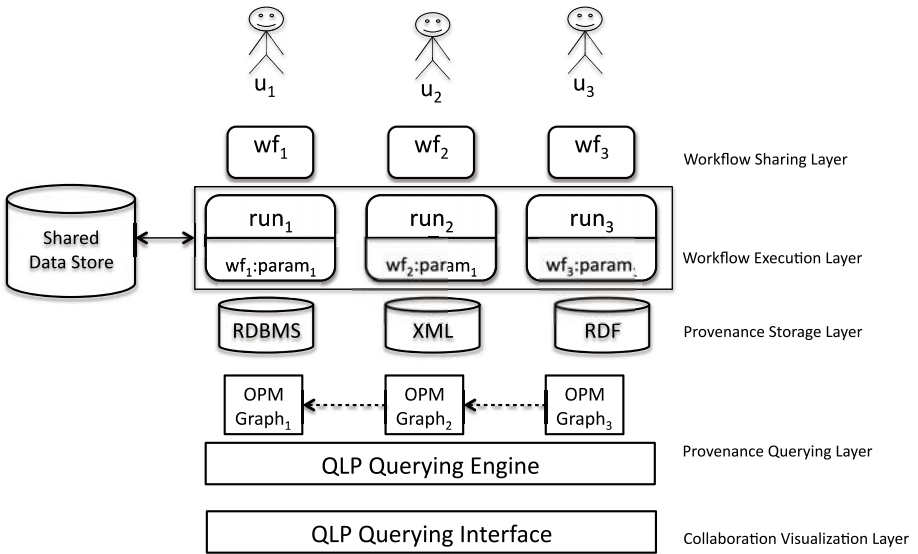 u1 u2 u3
wf1 wf2 wf3
Workflow Sharing Layer
run1 run2 run3
Shared
Data Store
wf1:param1 wf2:param1 wf3:param
Workflow Execution Layer
RDBMS XML RDF
Provenance Storage Layer
OPM OPM OPM
Graph1 Graph2 Graph3
Provenance Querying Layer
QLP Querying Engine
QLP Querying Interface
Collaboration Visualization Layer